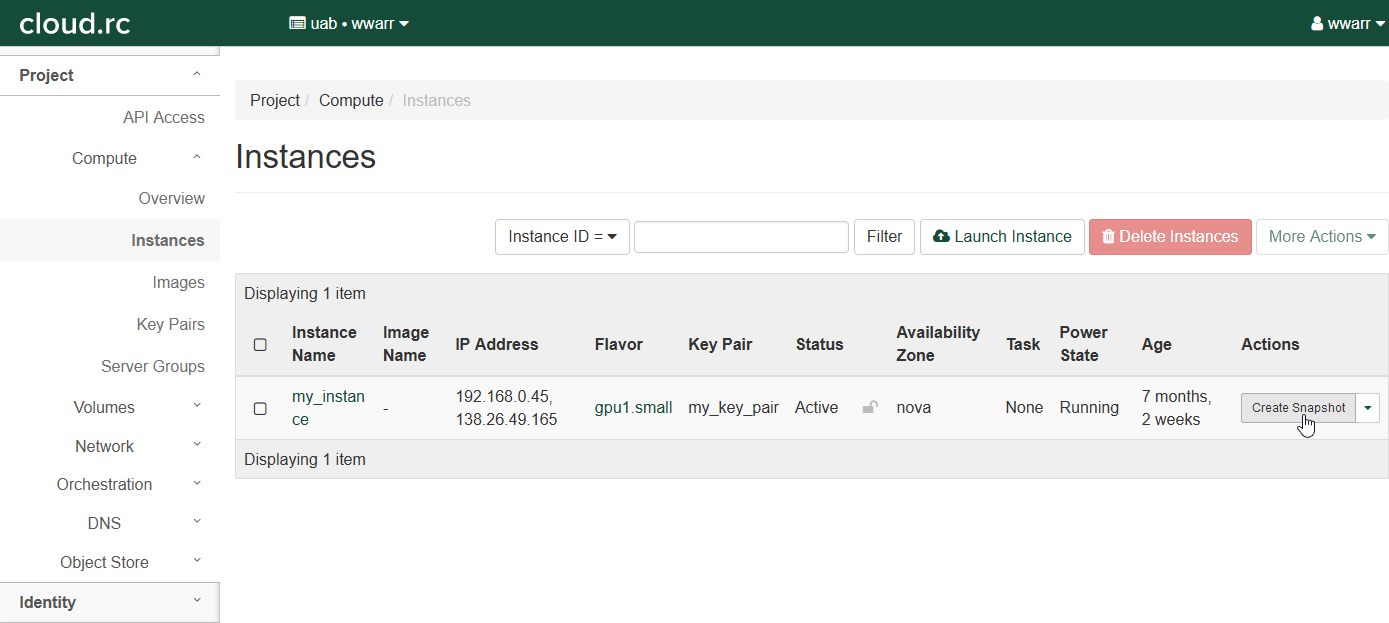 cloud.rc
uab • wwarr
wwarr
Project
API Access
Compute
Overview
Instances
Images
Key Pairs
Server Groups
Volumes
Network
Orchestration
DNS
Object Store
Identity
Project / Compute / Instances
Instances
Instance ID =
Filter
Launch Instance
Delete Instances
More Actions
Displaying 1 item
Instance Name
Image Name
IP Address
Flavor
Key Pair
Status
Availability Zone
Task
Power State
Age
Actions
my_instan
ce
-
192.168.0.45,
138.26.49.165
gpu1.small
my_key_pair
Active
nova
None
Running
7 months,
2 weeks
Create Snapshot
Displaying 1 item